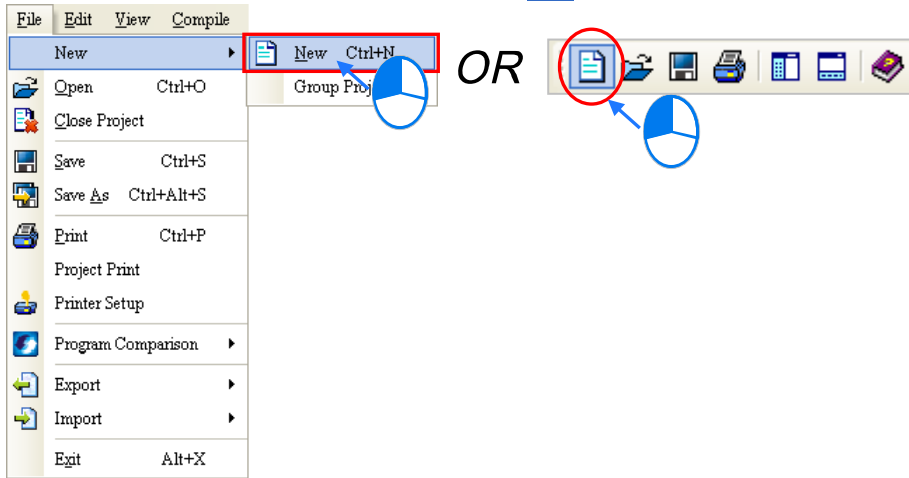 File Edit View Compile
New
New Ctrl+N
Group Proj
OR
Open Ctrl+O
Close Project
Save Ctrl+S
Save As Ctrl+Alt+S
Print Ctrl+P
Project Print
Printer Setup
Program Comparison
Export
Import
Exit Alt+X